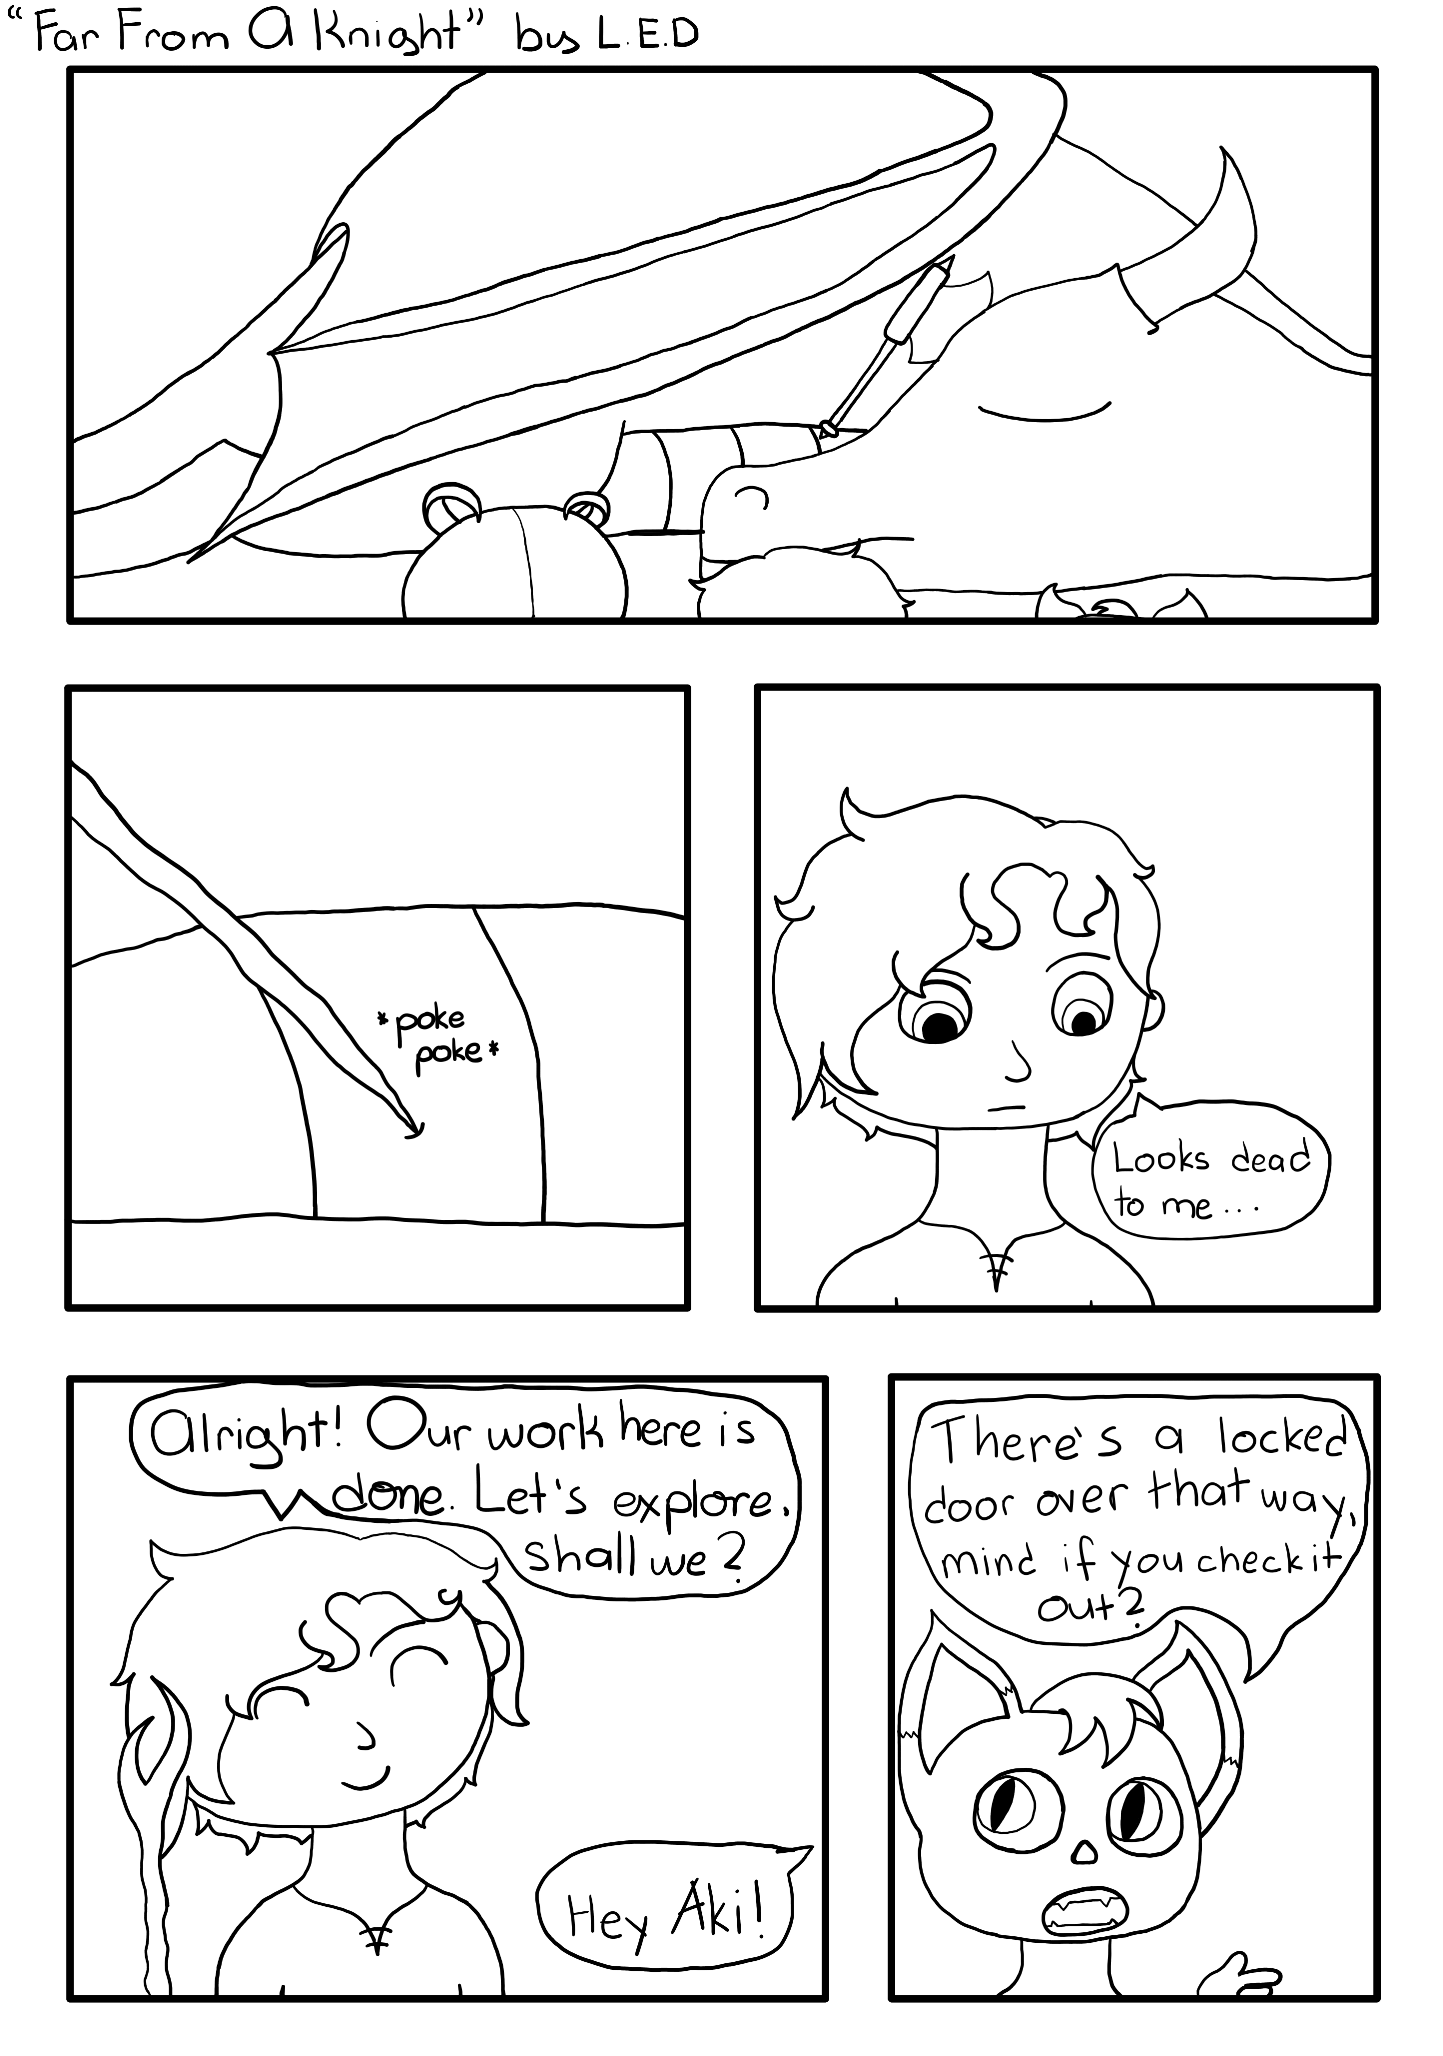 "Far From A Knight" by L.E.D
*poke
poke*
Looks dead
to me...
Alright! Our work here is
done. Let's explore,
shall we?
Hey Aki!
There's a locked
door over that way,
mind if you check it
out?